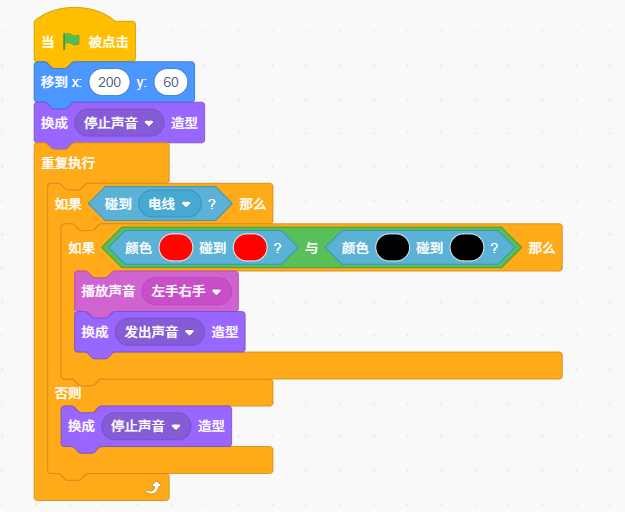 当 被点击
移到 x: 200 y: 60
换成 停止声音 造型
重复执行
如果 碰到 电线 ? 那么
如果 颜色 碰到 ? 与 颜色 碰到 ? 那么
播放声音 左手右手
换成 发出声音 造型
否则
换成 停止声音 造型